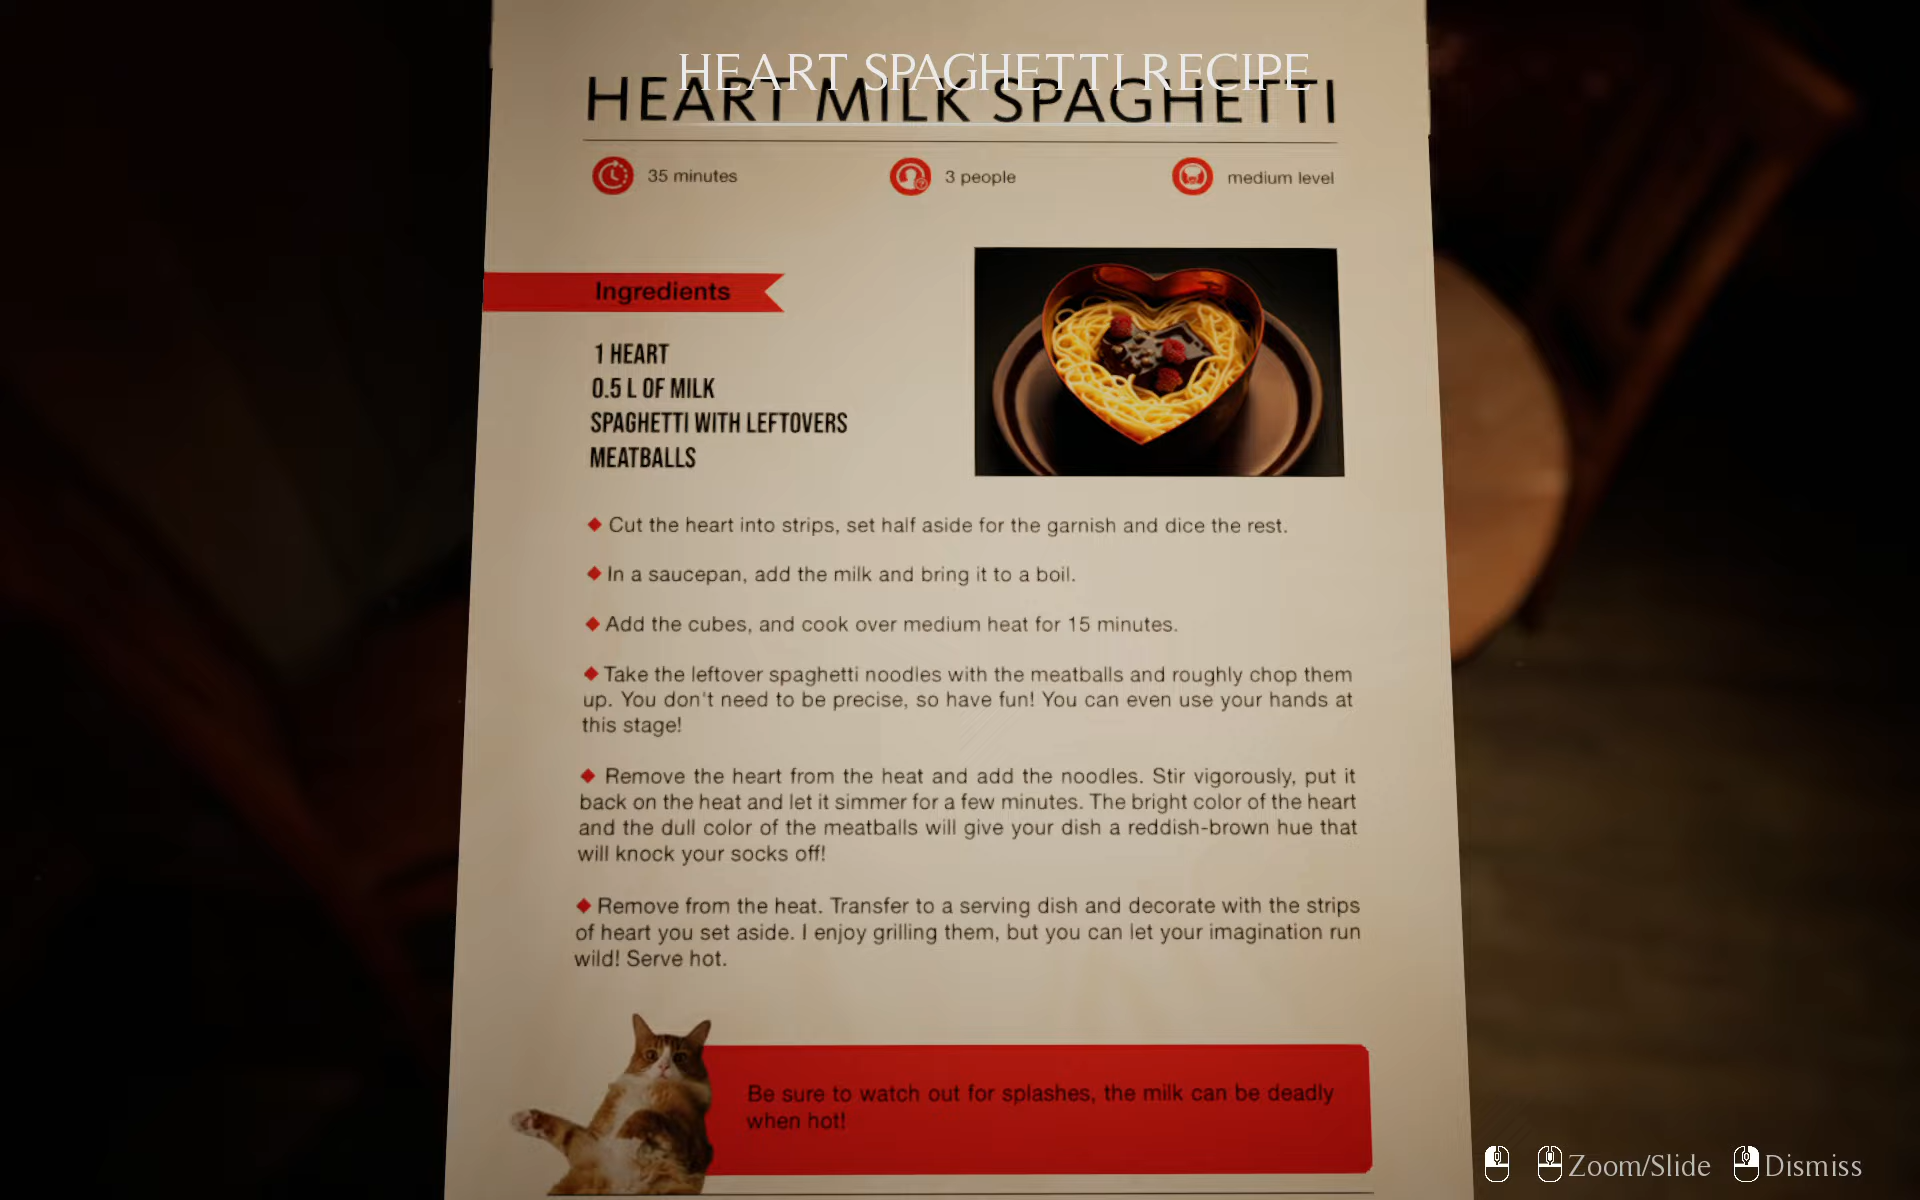 HEART SPAGHETTI RECIPE
HEART MILK SPAGHETTI
35 minutes
3 people
medium level
Ingredients
1 HEART
0.5 L OF MILK
SPAGHETTI WITH LEFTOVERS
MEATBALLS
Cut the heart into strips, set half aside for the garnish and dice the rest.
In a saucepan, add the milk and bring it to a boil.
Add the cubes, and cook over medium heat for 15 minutes.
Take the leftover spaghetti noodles with the meatballs and roughly chop them
up. You don't need to be precise, so have fun! You can even use your hands at
this stage!
Remove the heart from the heat and add the noodles. Stir vigorously, put it
back on the heat and let it simmer for a few minutes. The bright color of the heart
and the dull color of the meatballs will give your dish a reddish-brown hue that
will knock your socks off!
Remove from the heat. Transfer to a serving dish and decorate with the strips
of heart you set aside. I enjoy grilling them, but you can let your imagination run
wild! Serve hot.
Be sure to watch out for splashes, the milk can be deadly
when hot!
Zoom/Slide
Dismiss